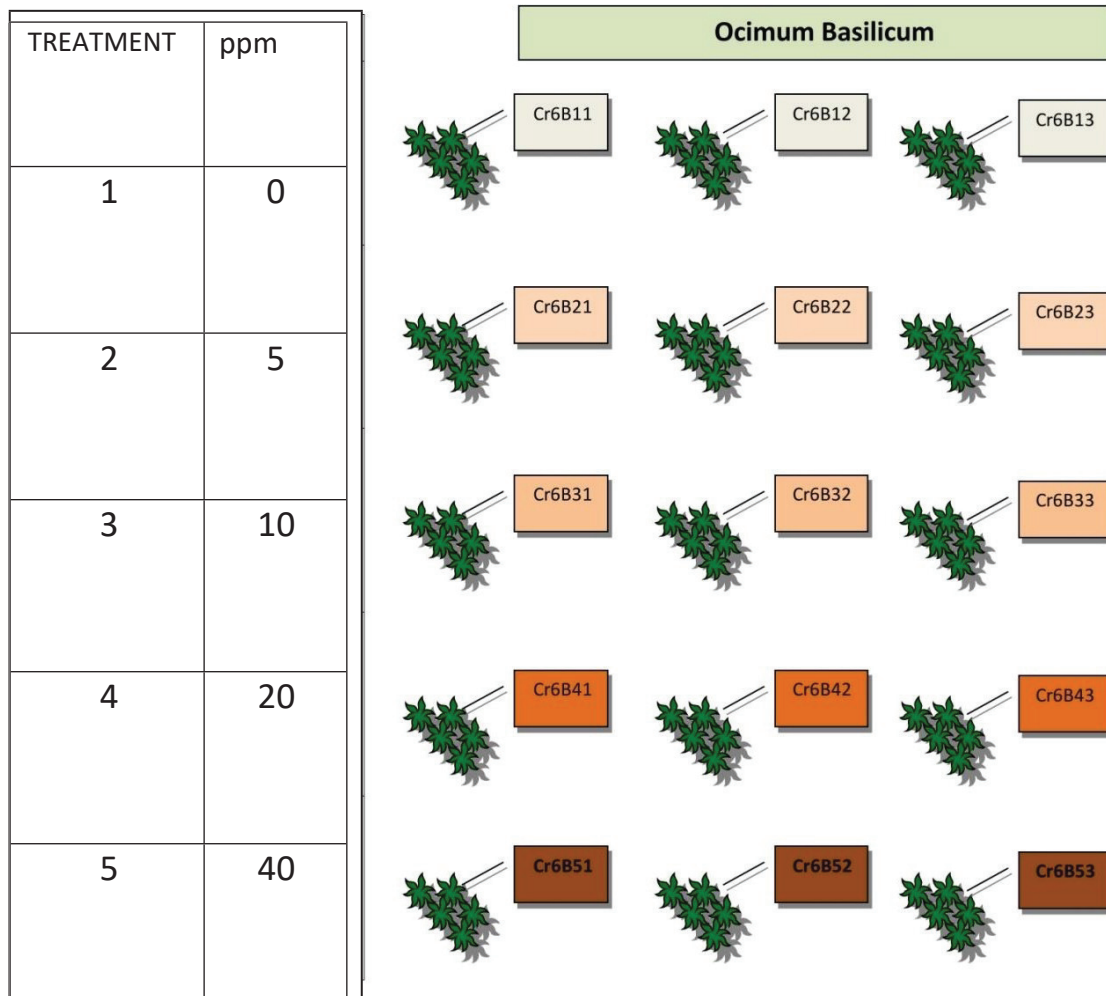 TREATMENT ppm
1 0
2 5
3 10
4 20
5 40
Ocimum Basilicum
Cr6B11 Cr6B12 Cr6B13
Cr6B21 Cr6B22 Cr6B23
Cr6B31 Cr6B32 Cr6B33
Cr6B41 Cr6B42 Cr6B43
Cr6B51 Cr6B52 Cr6B53